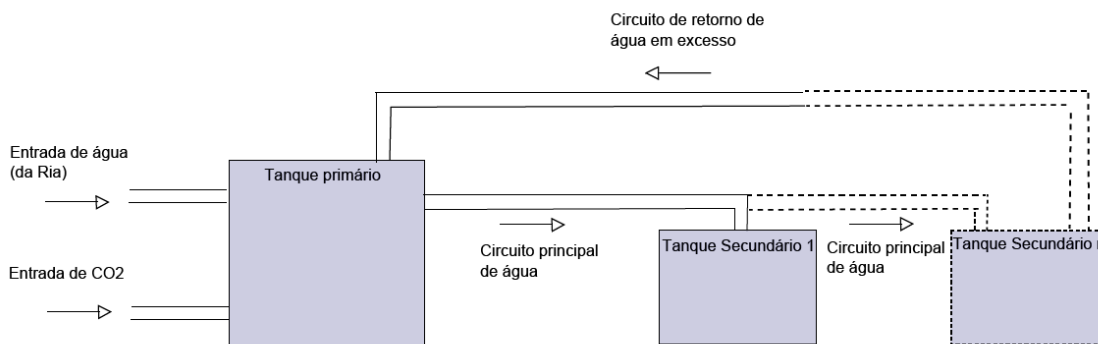 Circuito de retorno de
água em excesso
Entrada de água
(da Ria)
Tanque primário
Entrada de CO2
Circuito principal
de água
Tanque Secundário 1
Circuito principal
de água
Tanque Secundário